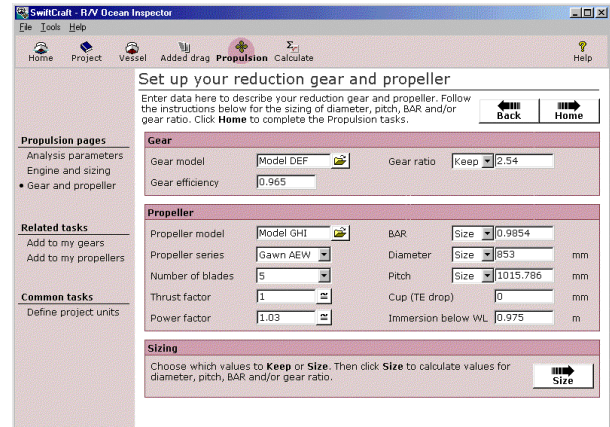 SwiftCraft - R/V Ocean Inspector
File Tools Help
Home Project Vessel Added drag Propulsion Calculate Help
Set up your reduction gear and propeller
Enter data here to describe your reduction gear and propeller. Follow
the instructions below for the sizing of diameter, pitch, BAR and/or
gear ratio. Click Home to complete the Propulsion tasks.
Back Home
Propulsion pages
Analysis parameters
Engine and sizing
Gear and propeller
Related tasks
Add to my gears
Add to my propellers
Common tasks
Define project units
Gear
Gear model Model DEF Gear ratio Keep 2.54
Gear efficiency 0.965
Propeller
Propeller model Model GHI BAR Size 0.9854
Propeller series Gawn AEW Diameter Size 853 mm
Number of blades 5 Pitch Size 1015.786 mm
Thrust factor 1 Cup (TE drop) 0 mm
Power factor 1.03 Immersion below WL 0.975 m
Sizing
Choose which values to Keep or Size. Then click Size to calculate values for
diameter, pitch, BAR and/or gear ratio.
Size